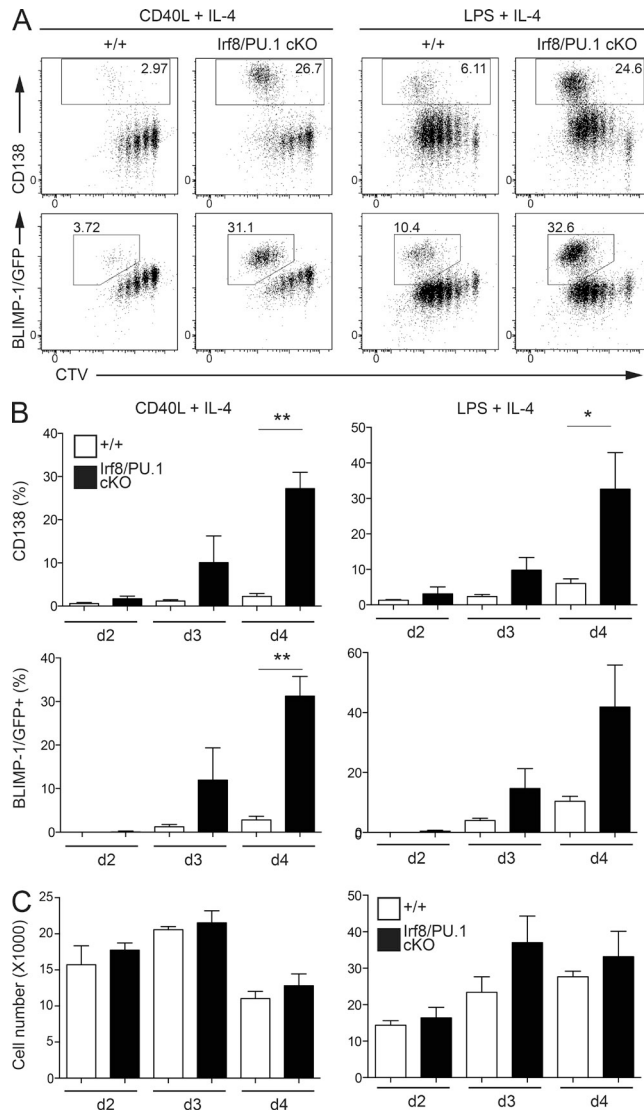 A
CD40L + IL-4
LPS + IL-4
+/+
Irf8/PU.1 cKO
+/+
Irf8/PU.1 cKO
2.97
26.7
6.11
24.6
CD138
0
0
0
0
0
0
0
0
3.72
31.1
10.4
32.6
BLIMP-1/GFP
0
0
0
0
0
0
0
0
CTV
B
CD40L + IL-4
LPS + IL-4
**
*
+/+
Irf8/PU.1
cKO
CD138 (%)
40
30
20
10
0
d2
d3
d4
50
40
30
20
10
0
d2
d3
d4
**
BLIMP-1/GFP+ (%)
40
30
20
10
0
d2
d3
d4
60
40
20
0
d2
d3
d4
C
Cell number (X1000)
25
20
15
10
5
0
d2
d3
d4
+/+
Irf8/PU.1
cKO
50
40
30
20
10
0
d2
d3
d4